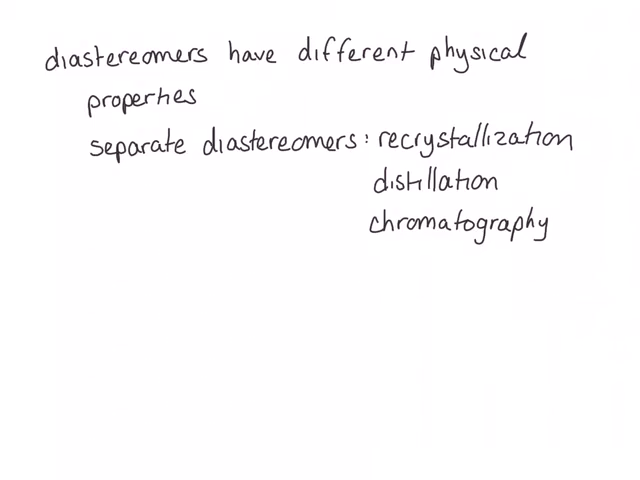 diastereomers have different physical
properties
separate diastereomers: recrystallization
distillation
chromatography